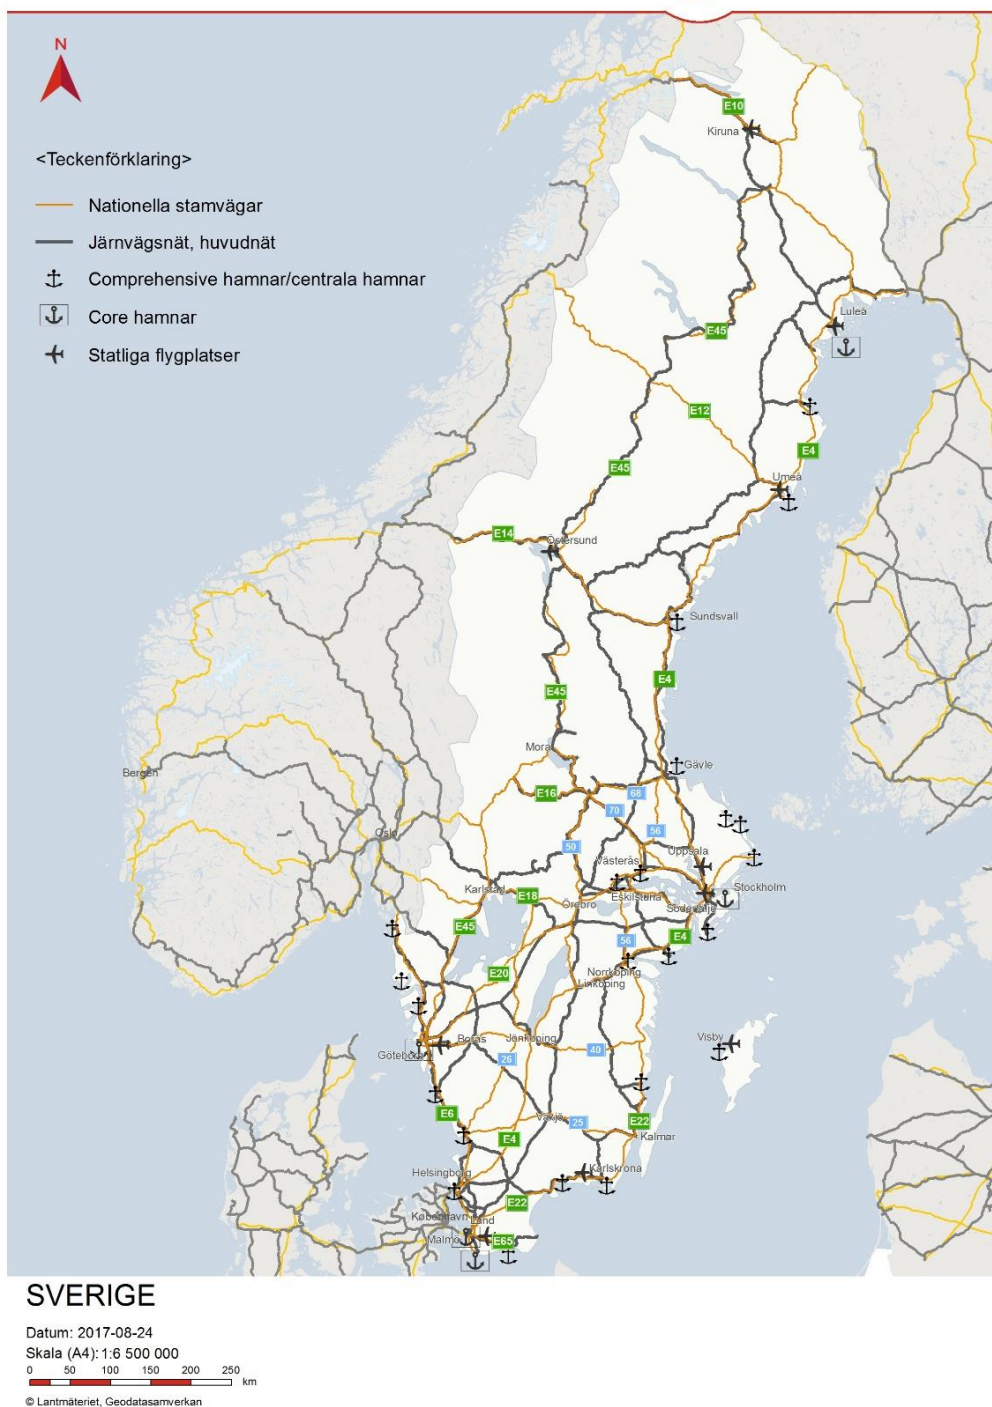 N
<Teckenförklaring>
Nationella stamvägar
Järnvägsnät, huvudnät
Comprehensive hamnar/centrala hamnar
Core hamnar
Statliga flygplatser
E10
Kiruna
Luleå
E45
E12
E4
E45
Umeå
E14
Östersund
Sundsvall
E4
E45
Mora
Gävle
Bergen
E16
68
70
56
Oslo
50
Västerås
Uppsala
Karlstad
E18
Eskilstuna
Stockholm
Örebro
Södertälje
E45
56
E4
E20
Norrköping
Linköping
Visby
Göteborg
Borås
Jönköping
40
26
E6
Växjö
25
E22
E4
Kalmar
Helsingborg
Karlskrona
E22
København
Lund
Malmö
E65
SVERIGE
Datum: 2017-08-24
Skala (A4): 1:6 500 000
0 50 100 150 200 250
km
© Lantmäteriet, Geodatasamverkan